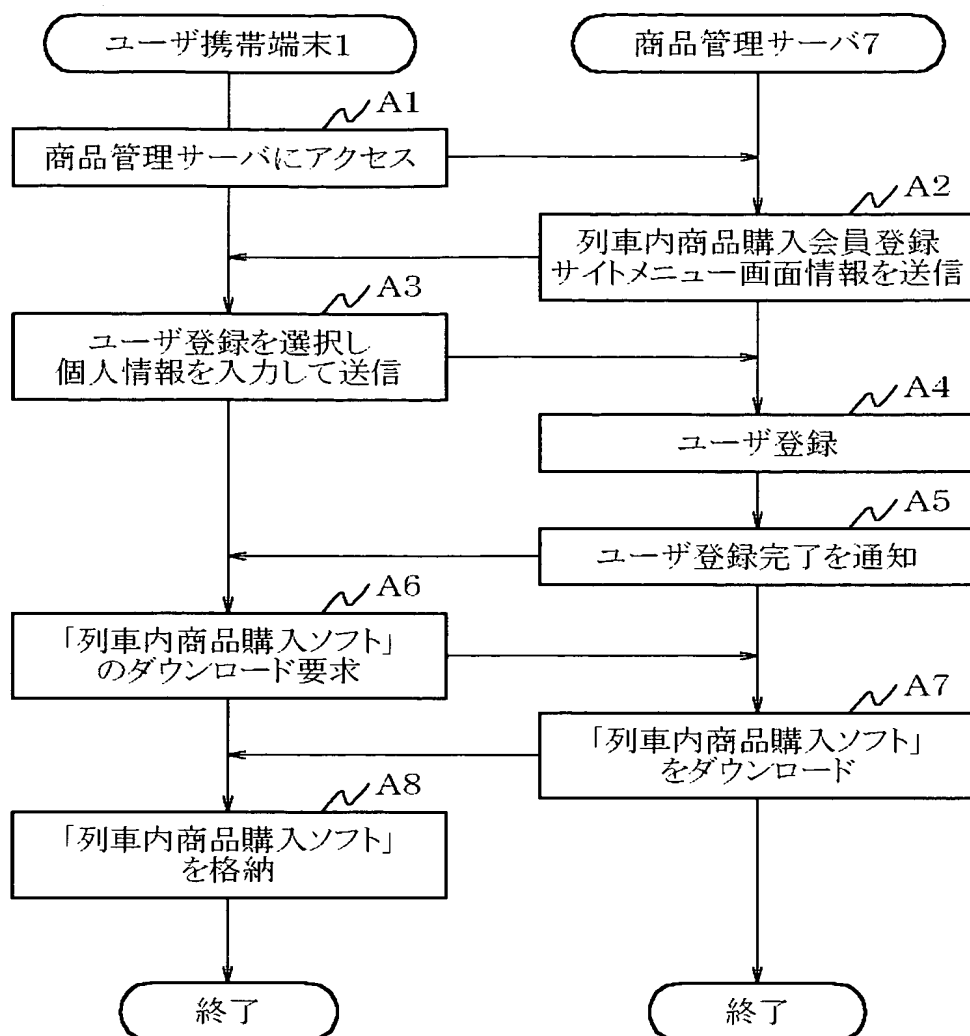 ユーザ携帯端末1
商品管理サーバ7
A1
商品管理サーバにアクセス
A2
列車内商品購入会員登録
サイトメニュー画面情報を送信
A3
ユーザ登録を選択し
個人情報を入力して送信
A4
ユーザ登録
A5
ユーザ登録完了を通知
A6
「列車内商品購入ソフト」
のダウンロード要求
A7
「列車内商品購入ソフト」
をダウンロード
A8
「列車内商品購入ソフト」
を格納
終了
終了